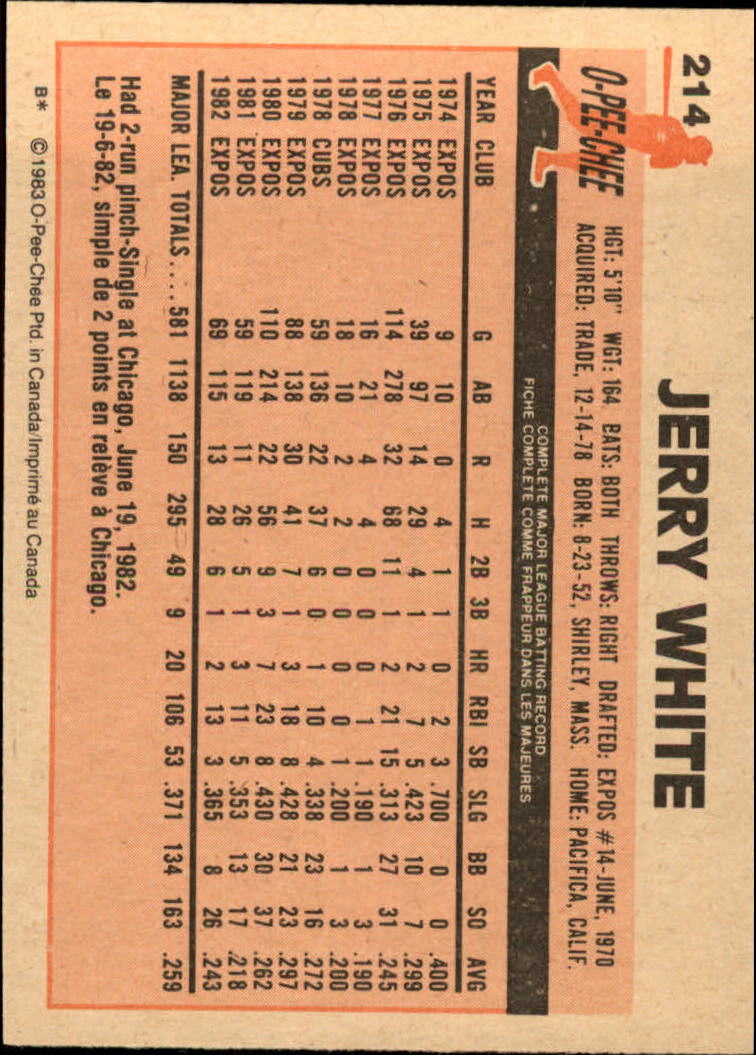 214
JERRY WHITE
O-PEE-CHEE
HGT: 5'10" WGT: 164 BATS: BOTH THROWS: RIGHT DRAFTED: EXPOS #14-JUNE, 1970
ACQUIRED: TRADE, 12-14-78 BORN: 8-23-52, SHIRLEY, MASS. HOME: PACIFICA, CALIF.
COMPLETE MAJOR LEAGUE BATTING RECORD
FICHE COMPLETE COMME FRAPPEUR DANS LES MAJEURES
YEAR CLUB G AB R H 2B 3B HR RBI SB SLG BB SO AVG
1974 EXPOS 9 10 0 4 1 1 0 2 3 .700 0 0 .400
1975 EXPOS 39 97 14 29 4 1 2 7 5 .423 10 7 .299
1976 EXPOS 114 278 32 68 11 1 2 21 15 .313 27 31 .245
1977 EXPOS 16 21 4 4 0 0 0 1 1 .190 1 3 .190
1978 EXPOS 18 10 2 2 0 0 0 0 1 .200 1 3 .200
1978 CUBS 59 136 22 37 6 0 1 10 4 .338 23 16 .272
1979 EXPOS 88 138 30 41 7 1 3 18 8 .428 21 23 .297
1980 EXPOS 110 214 22 56 9 3 7 23 8 .430 30 37 .262
1981 EXPOS 59 119 11 26 5 1 3 11 5 .353 13 17 .218
1982 EXPOS 69 115 13 28 6 1 2 13 3 .365 8 26 .243
MAJOR LEA. TOTALS.... 581 1138 150 295 49 9 20 106 53 .371 134 163 .259
Had 2-run pinch-Single at Chicago, June 19, 1982.
Le 19-6-82, simple de 2 points en relève à Chicago.
B* ©1983 O-Pee-Chee Ptd. in Canada/Imprimé au Canada